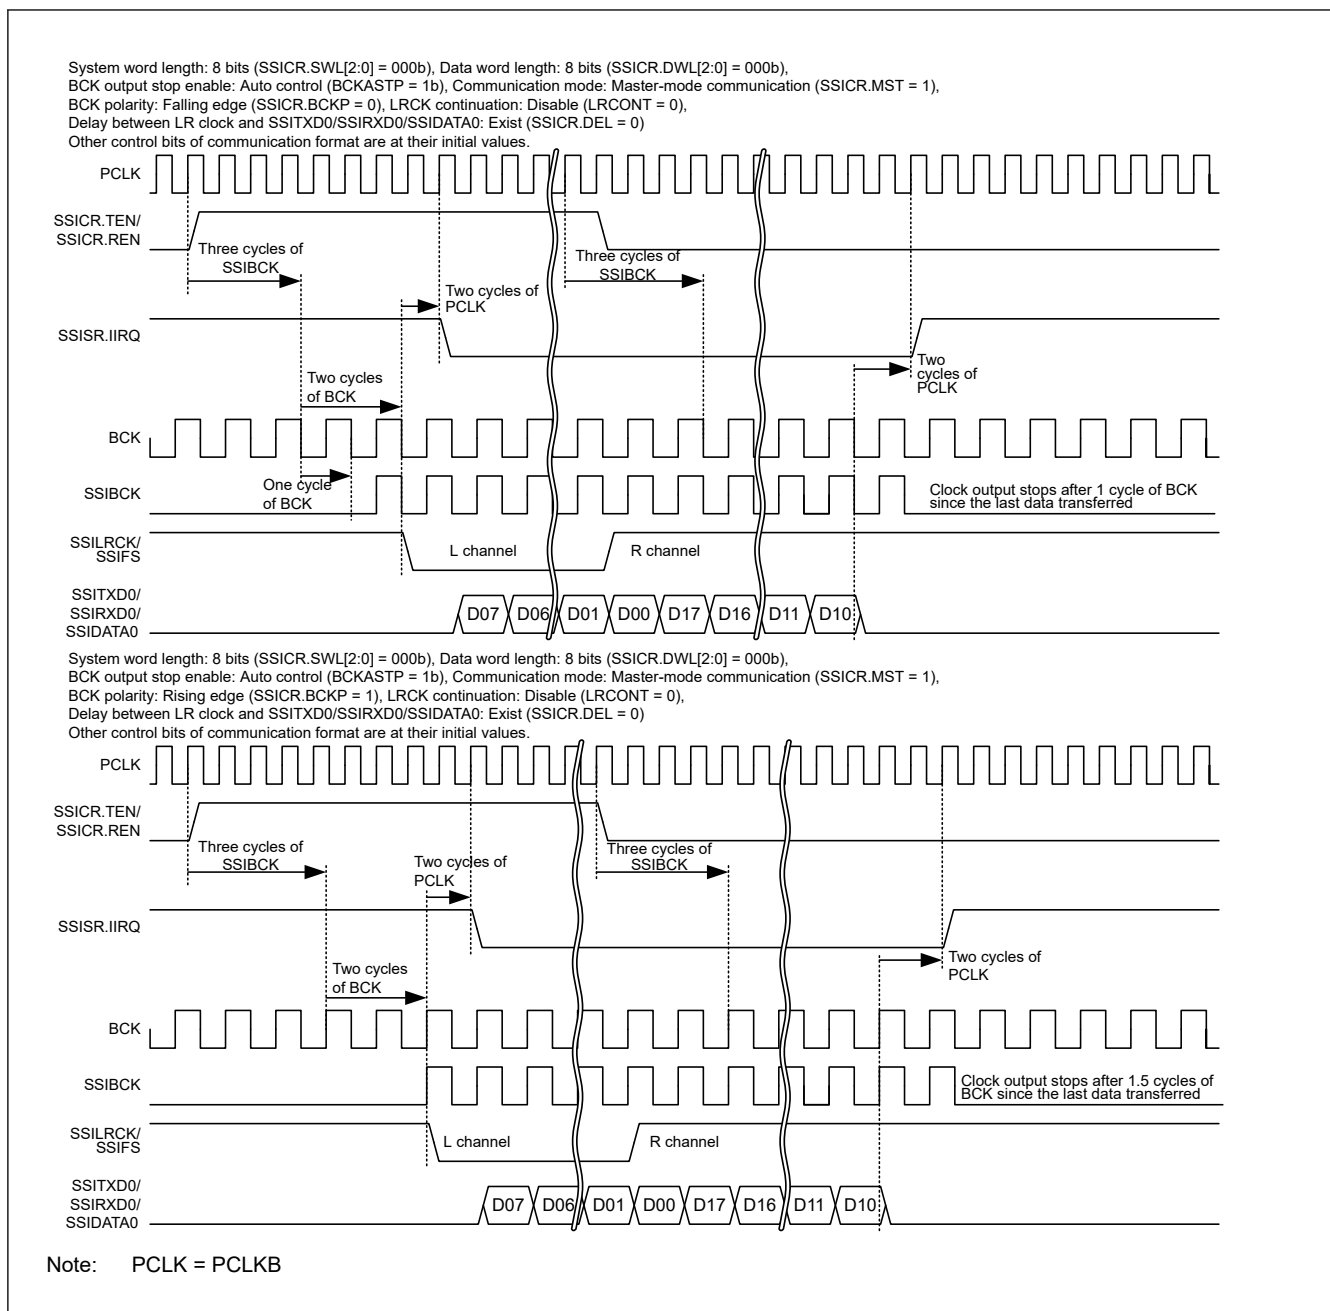 System word length: 8 bits (SSICR.SWL[2:0] = 000b), Data word length: 8 bits (SSICR.DWL[2:0] = 000b),
BCK output stop enable: Auto control (BCKASTP = 1b), Communication mode: Master-mode communication (SSICR.MST = 1),
BCK polarity: Falling edge (SSICR.BCKP = 0), LRCK continuation: Disable (LRCONT = 0),
Delay between LR clock and SSITXD0/SSIRXD0/SSIDATA0: Exist (SSICR.DEL = 0)
Other control bits of communication format are at their initial values.
PCLK
SSICR.TEN/
SSICR.REN
Three cycles of
SSIBCK
Three cycles of
SSIBCK
Two cycles of
PCLK
SSISR.IIRQ
Two
cycles of
PCLK
Two cycles
of BCK
BCK
One cycle
of BCK
SSIBCK
Clock output stops after 1 cycle of BCK
since the last data transferred
SSILRCK/
SSIFS
L channel
R channel
SSITXD0/
SSIRXD0/
SSIDATA0
D07 D06 D01 D00 D17 D16 D11 D10
System word length: 8 bits (SSICR.SWL[2:0] = 000b), Data word length: 8 bits (SSICR.DWL[2:0] = 000b),
BCK output stop enable: Auto control (BCKASTP = 1b), Communication mode: Master-mode communication (SSICR.MST = 1),
BCK polarity: Rising edge (SSICR.BCKP = 1), LRCK continuation: Disable (LRCONT = 0),
Delay between LR clock and SSITXD0/SSIRXD0/SSIDATA0: Exist (SSICR.DEL = 0)
Other control bits of communication format are at their initial values.
PCLK
SSICR.TEN/
SSICR.REN
Three cycles of
SSIBCK
Two cycles of
PCLK
Three cycles of
SSIBCK
SSISR.IIRQ
Two cycles
of BCK
Two cycles of
PCLK
BCK
SSIBCK
Clock output stops after 1.5 cycles of
BCK since the last data transferred
SSILRCK/
SSIFS
L channel
R channel
SSITXD0/
SSIRXD0/
SSIDATA0
D07 D06 D01 D00 D17 D16 D11 D10
Note: PCLK = PCLKB